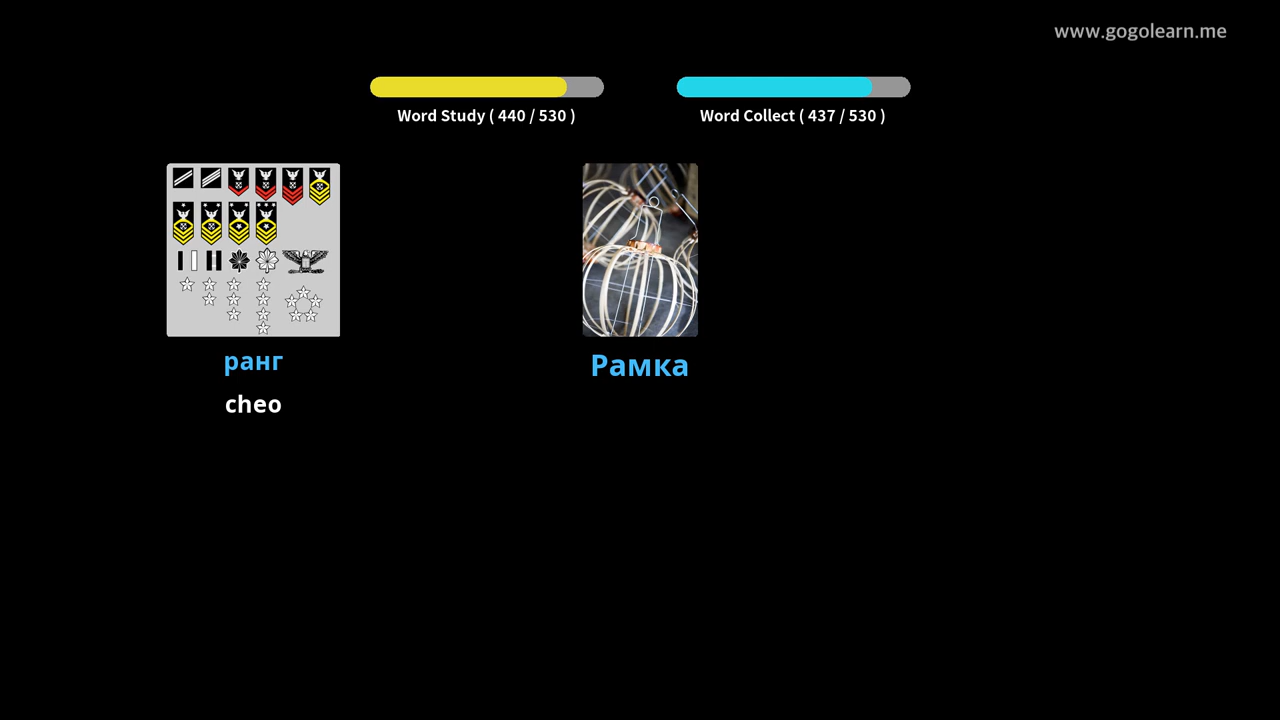 www.gogolearn.me
Word Study ( 440 / 530 )
Word Collect ( 437 / 530 )
ранг
cheo
Рамка